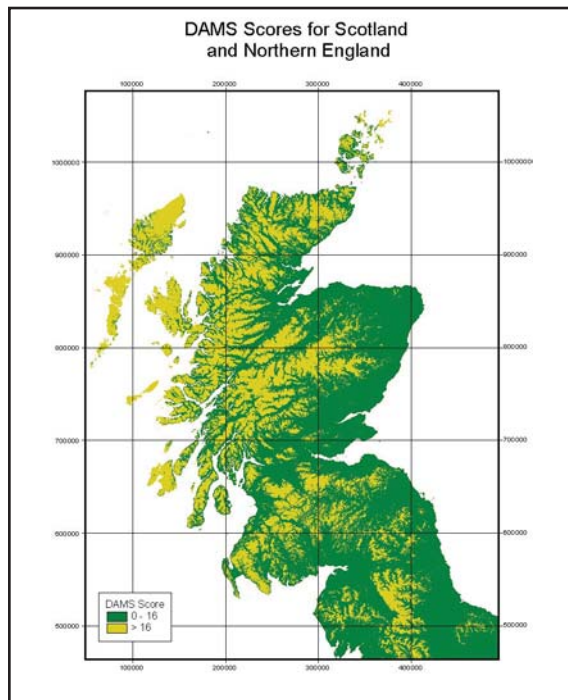 DAMS Scores for Scotland
and Northern England
100000 200000 300000 400000
1000000 1000000
900000 900000
800000 800000
700000 700000
600000 600000
500000 500000
DAMS Score
0 - 16
> 16
100000 200000 300000 400000